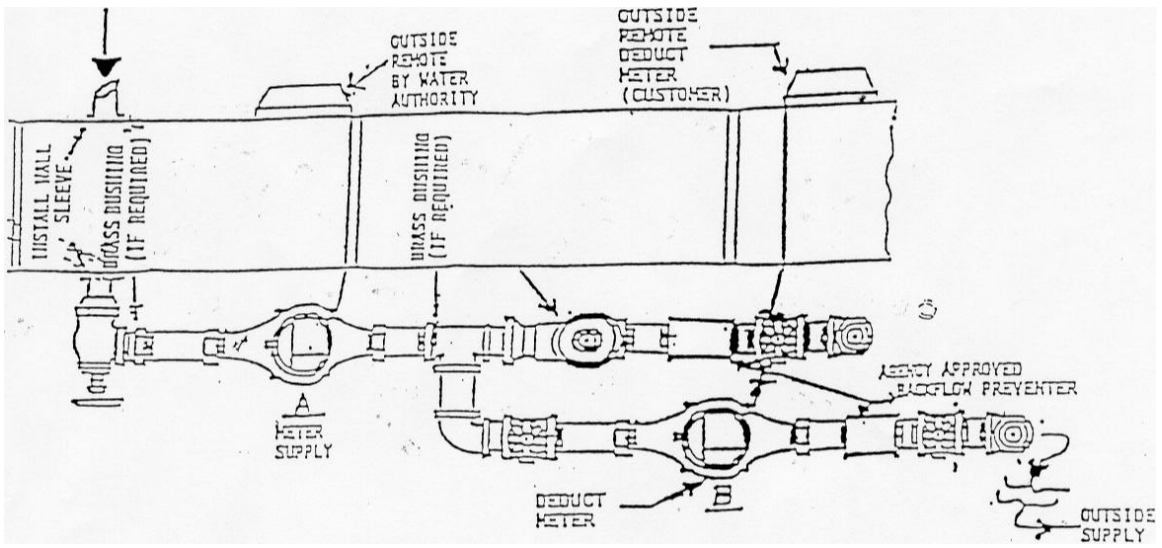 OUTSIDE
REMOTE
BY WATER
AUTHORITY
OUTSIDE
REMOTE
DEDUCT
METER
(CUSTOMER)
INSTALL WALL
SLEEVE
BRASS BUSHING
(IF REQUIRED)
BRASS BUSHING
(IF REQUIRED)
A
METER
SUPPLY
AGENCY APPROVED
BACKFLOW PREVENTER
DEDUCT
METER
B
OUTSIDE
SUPPLY